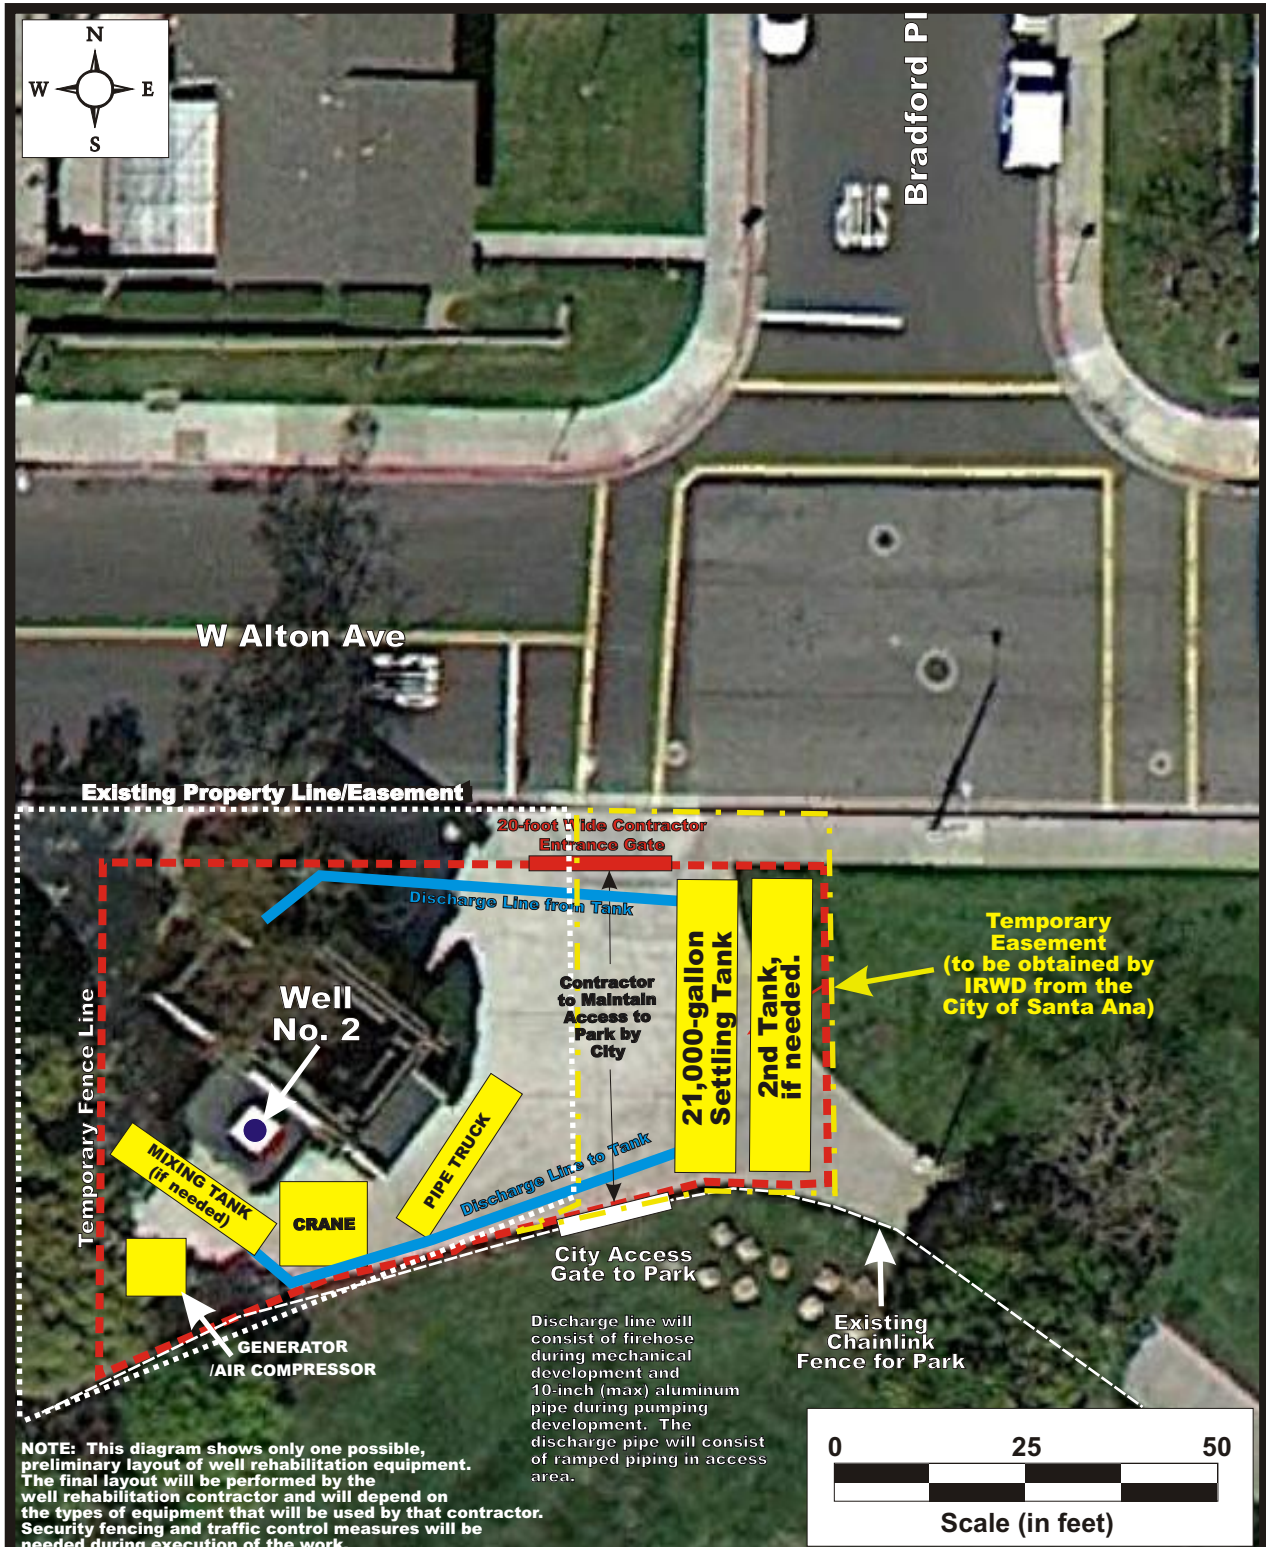 N
W E
S
Bradford Pl
W Alton Ave
Existing Property Line/Easement
20-foot Wide Contractor
Entrance Gate
Discharge Line from Tank
Temporary
Easement
(to be obtained by
IRWD from the
City of Santa Ana)
21,000-gallon
Settling Tank
2nd Tank,
if needed.
Contractor
to Maintain
Access to
Park by
City
Well
No. 2
Temporary Fence Line
MIXING TANK
(if needed)
CRANE
PIPE TRUCK
Discharge Line to Tank
City Access
Gate to Park
GENERATOR
/AIR COMPRESSOR
Existing
Chainlink
Fence for Park
Discharge line will
consist of firehose
during mechanical
development and
10-inch (max) aluminum
pipe during pumping
development. The
discharge pipe will consist
of ramped piping in access
area.
NOTE: This diagram shows only one possible,
preliminary layout of well rehabilitation equipment.
The final layout will be performed by the
well rehabilitation contractor and will depend on
the types of equipment that will be used by that contractor.
Security fencing and traffic control measures will be
needed during execution of the work.
0 25 50
Scale (in feet)